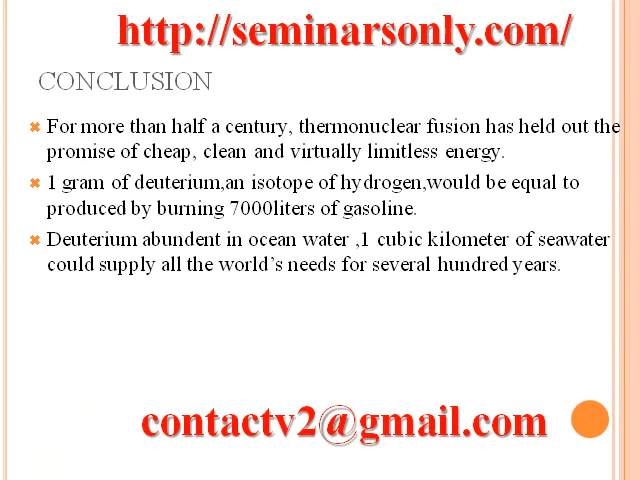 http://seminarsonly.com/
CONCLUSION
For more than half a century, thermonuclear fusion has held out the
promise of cheap, clean and virtually limitless energy.
1 gram of deuterium,an isotope of hydrogen,would be equal to
produced by burning 7000liters of gasoline.
Deuterium abundent in ocean water ,1 cubic kilometer of seawater
could supply all the world's needs for several hundred years.
contactv2@gmail.com